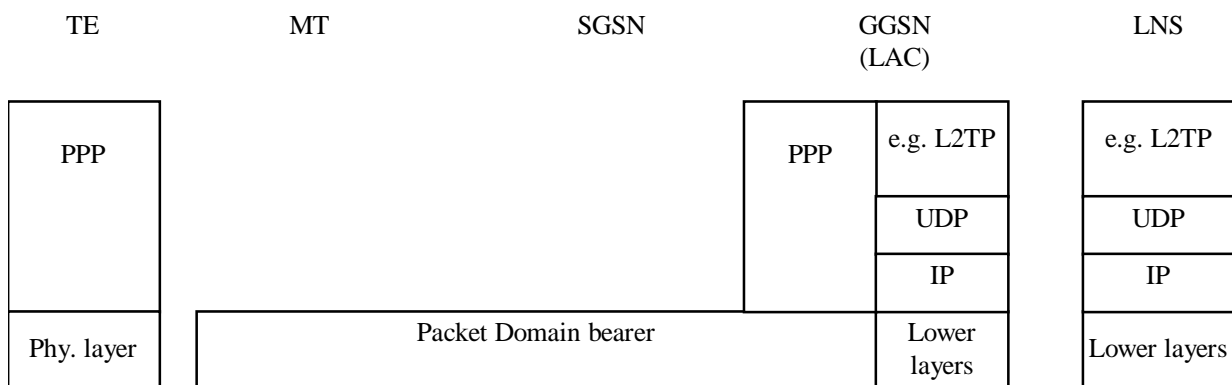 TE MT SGSN GGSN LNS
(LAC)
PPP PPP e.g. L2TP e.g. L2TP
UDP UDP
IP IP
Phy. layer Packet Domain bearer Lower layers Lower layers